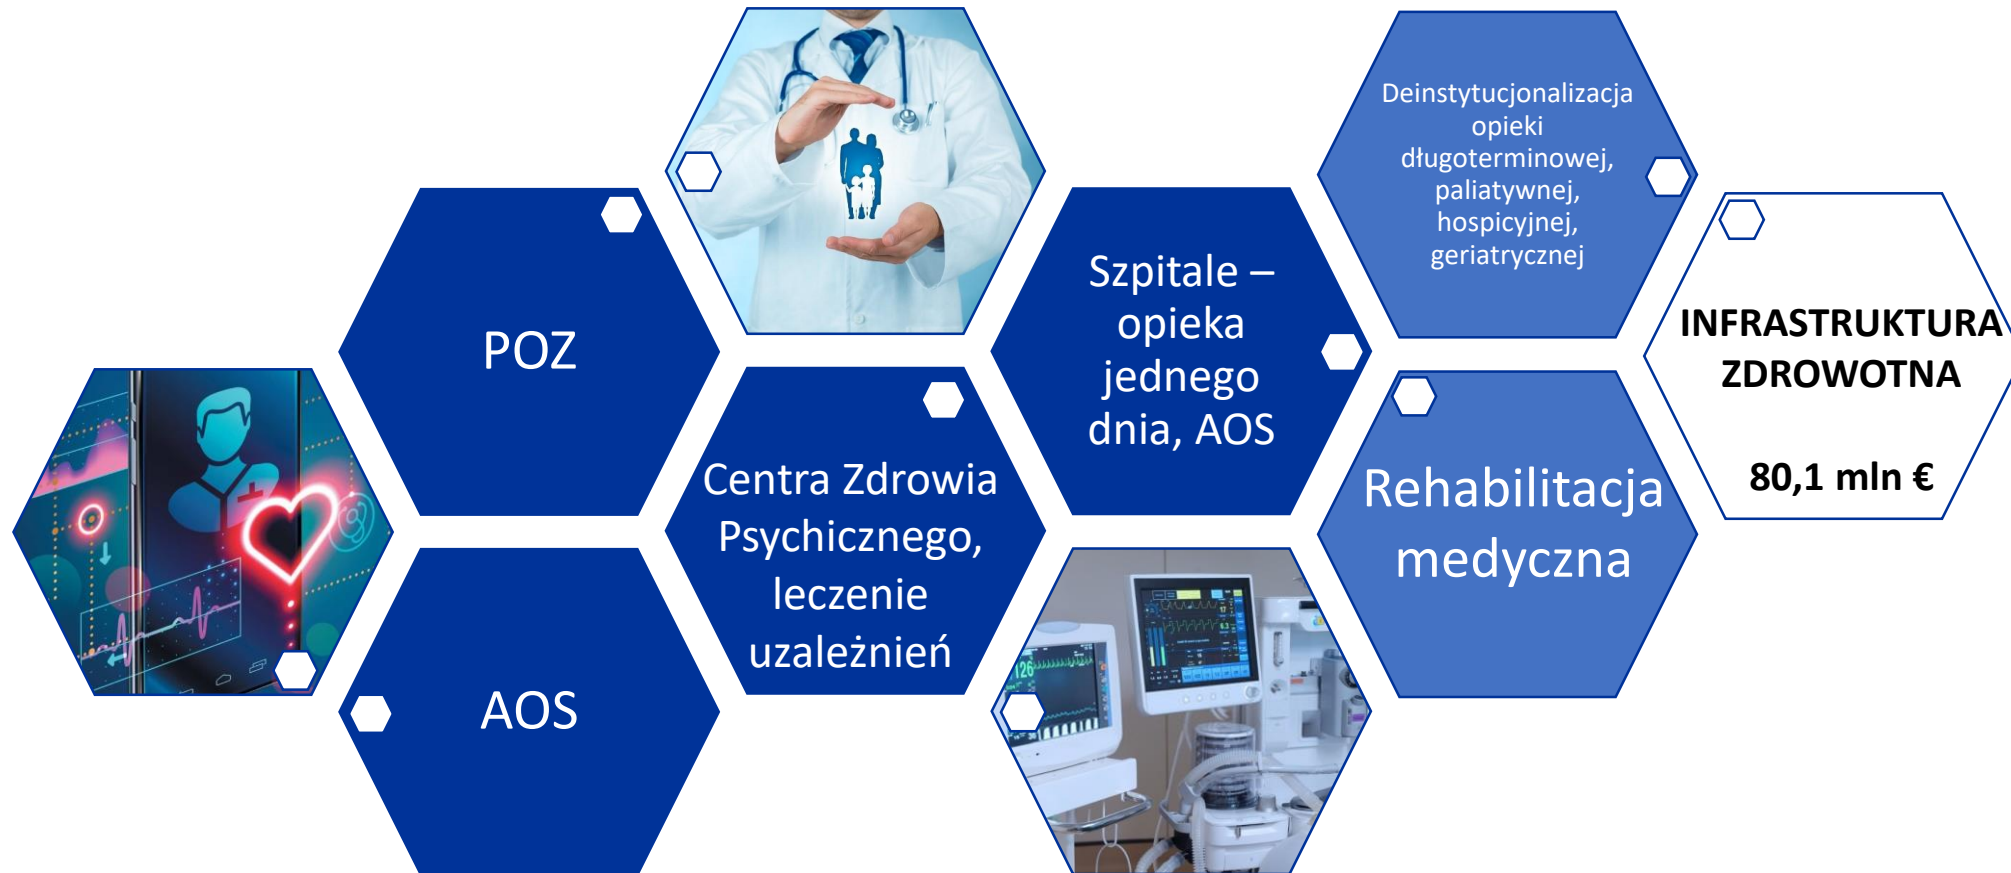 POZ
AOS
Centra Zdrowia
Psychicznego,
leczenie
uzależnień
Szpitale –
opieka
jednego
dnia, AOS
Deinstytucjonalizacja
opieki
długoterminowej,
paliatywnej,
hospicyjnej,
geriatrycznej
Rehabilitacja
medyczna
INFRASTRUKTURA
ZDROWOTNA
80,1 mln €
126